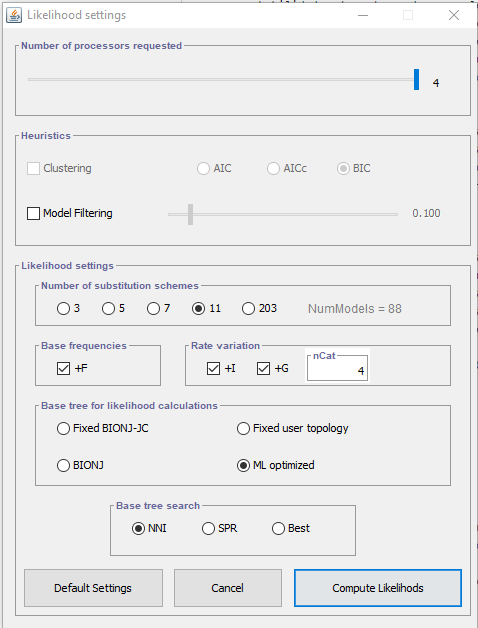 Likelihood settings
Number of processors requested
4
Heuristics
Clustering AIC AICc BIC
Model Filtering 0.100
Likelihood settings
Number of substitution schemes
3 5 7 11 203 NumModels = 88
Base frequencies Rate variation
nCat
+F +I +G 4
Base tree for likelihood calculations
Fixed BIONJ-JC Fixed user topology
BIONJ ML optimized
Base tree search
NNI SPR Best
Default Settings Cancel Compute Likelihods